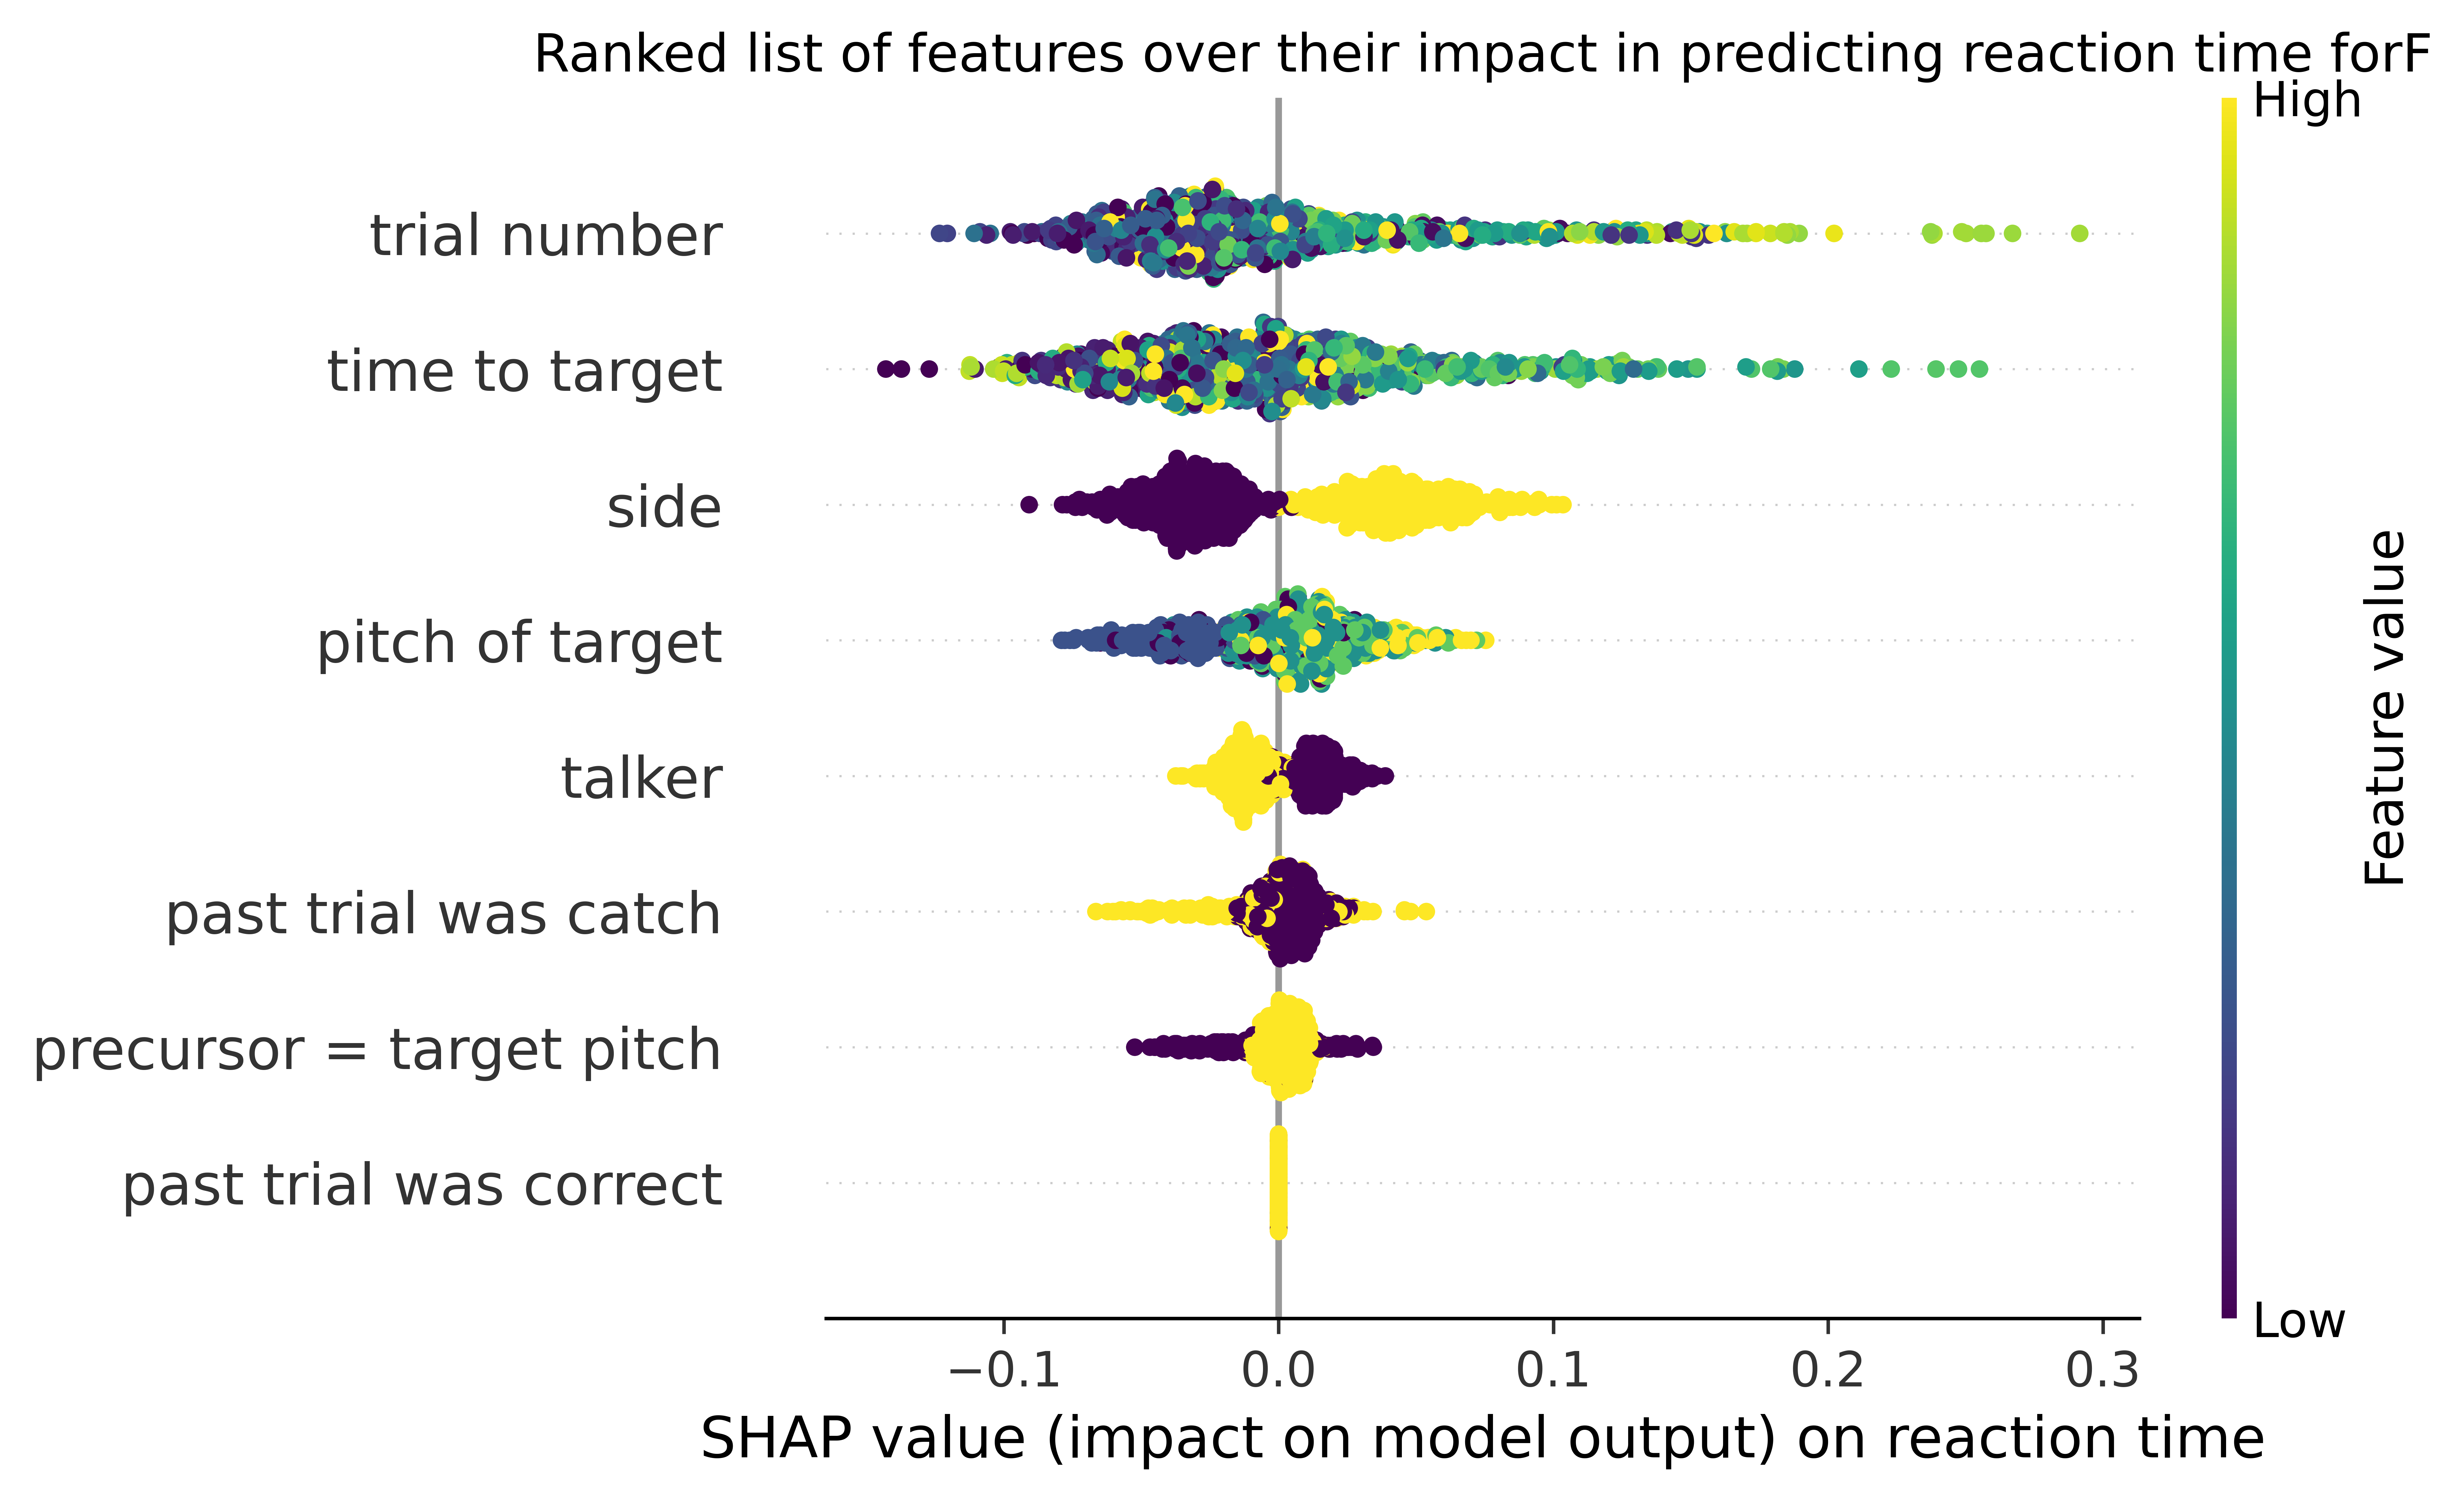 Ranked list of features over their impact in predicting reaction time forF
High
trial number
time to target
side
pitch of target
talker
past trial was catch
precursor = target pitch
past trial was correct
Feature value
Low
−0.1 0.0 0.1 0.2 0.3
SHAP value (impact on model output) on reaction time